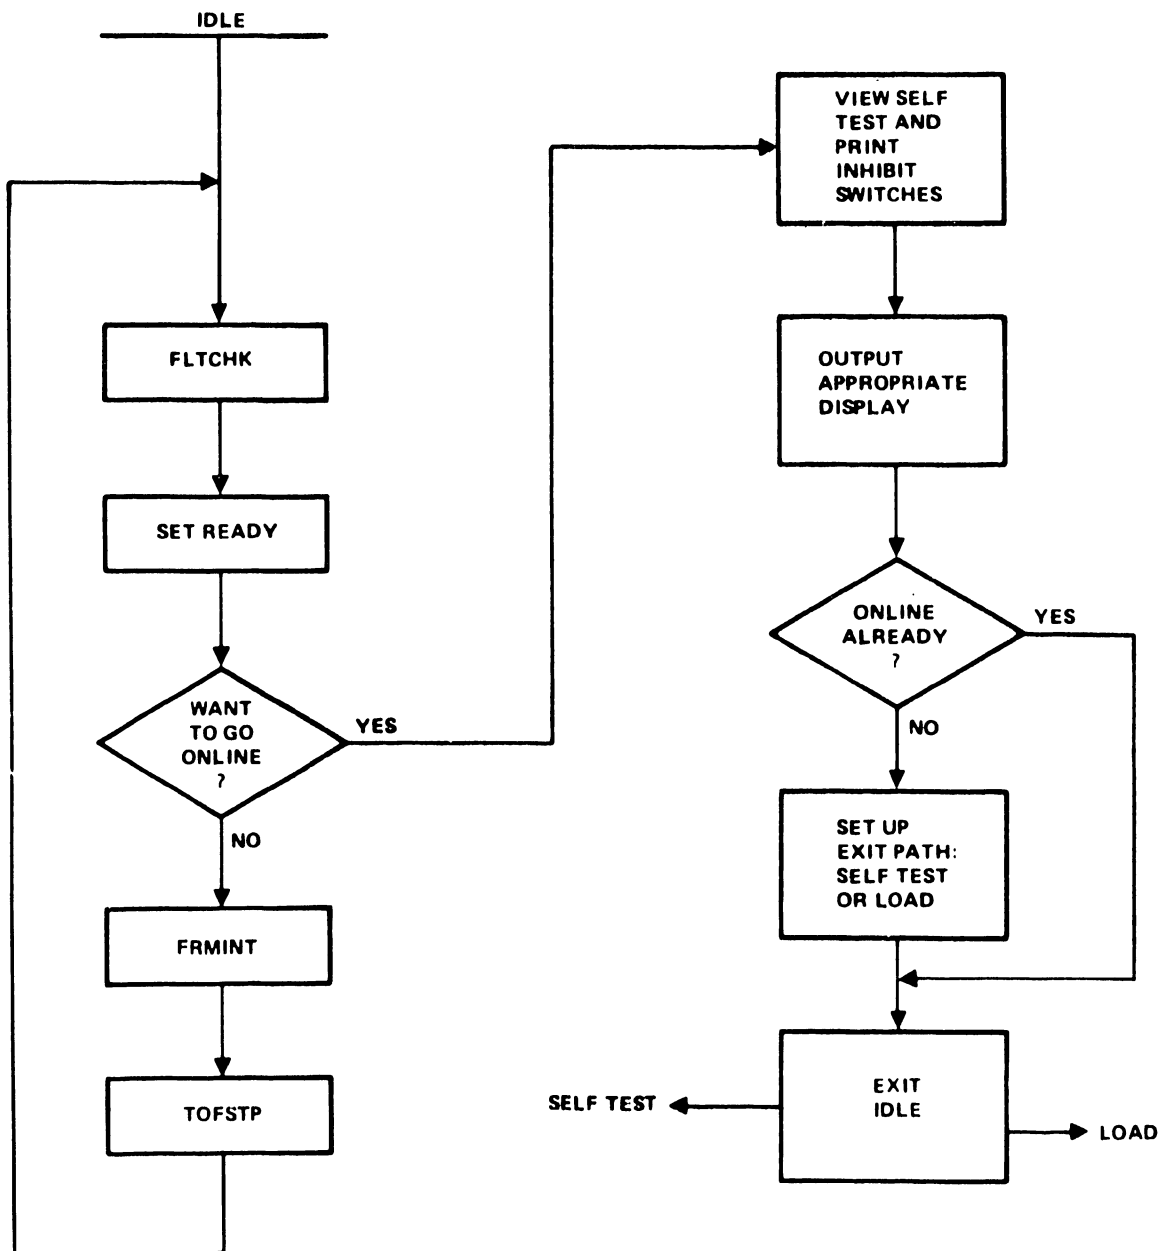 IDLE
FLTCHK
SET READY
WANT
TO GO
ONLINE
?
YES
NO
FRMINT
TOFSTP
VIEW SELF
TEST AND
PRINT
INHIBIT
SWITCHES
OUTPUT
APPROPRIATE
DISPLAY
ONLINE
ALREADY
?
YES
NO
SET UP
EXIT PATH:
SELF TEST
OR LOAD
EXIT
IDLE
SELF TEST
LOAD